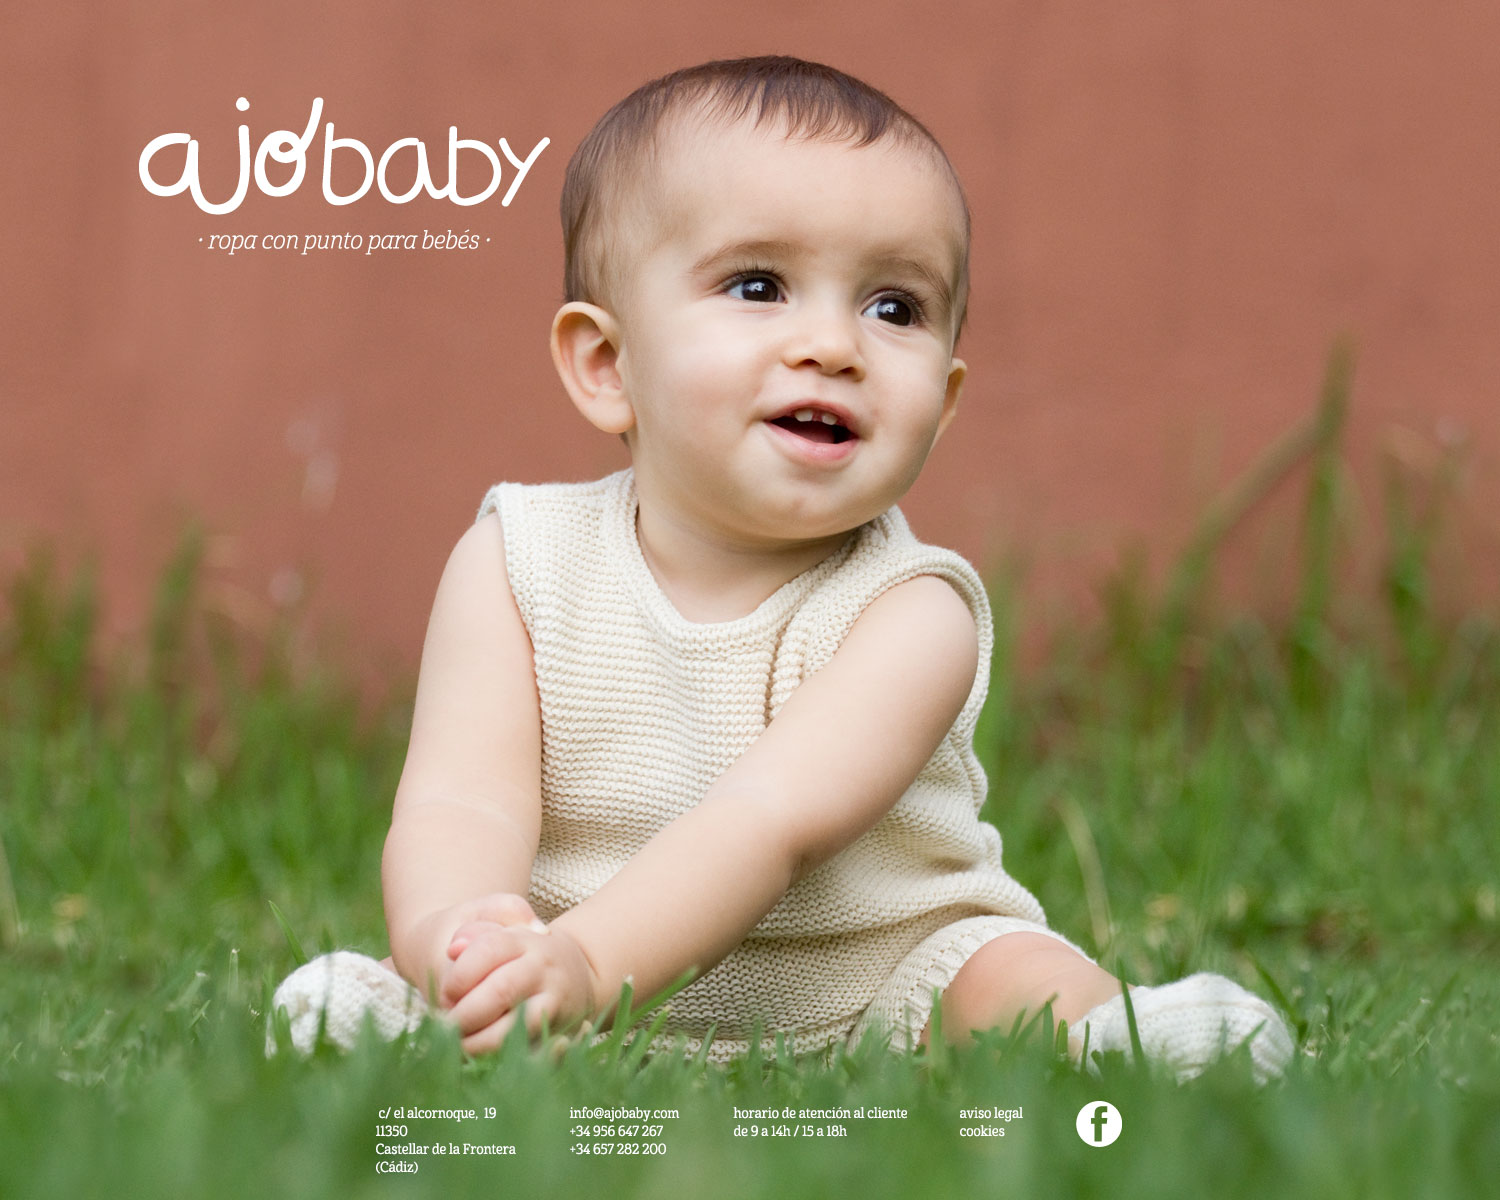 ajobaby
· ropa con punto para bebés ·
c/ el alcornoque, 19
11350
Castellar de la Frontera
(Cádiz)
info@ajobaby.com
+34 956 647 267
+34 657 282 200
horario de atención al cliente
de 9 a 14h / 15 a 18h
aviso legal
cookies
f